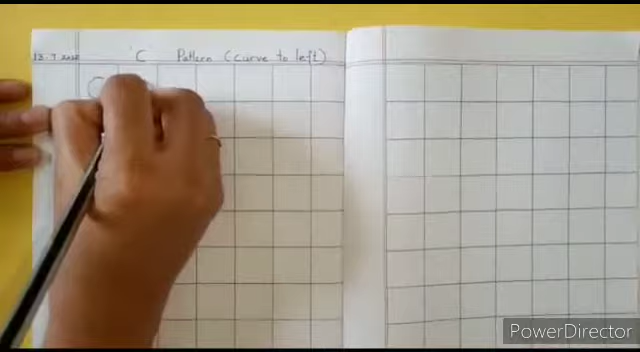 C Pattern (curve to left)
C
PowerDirector